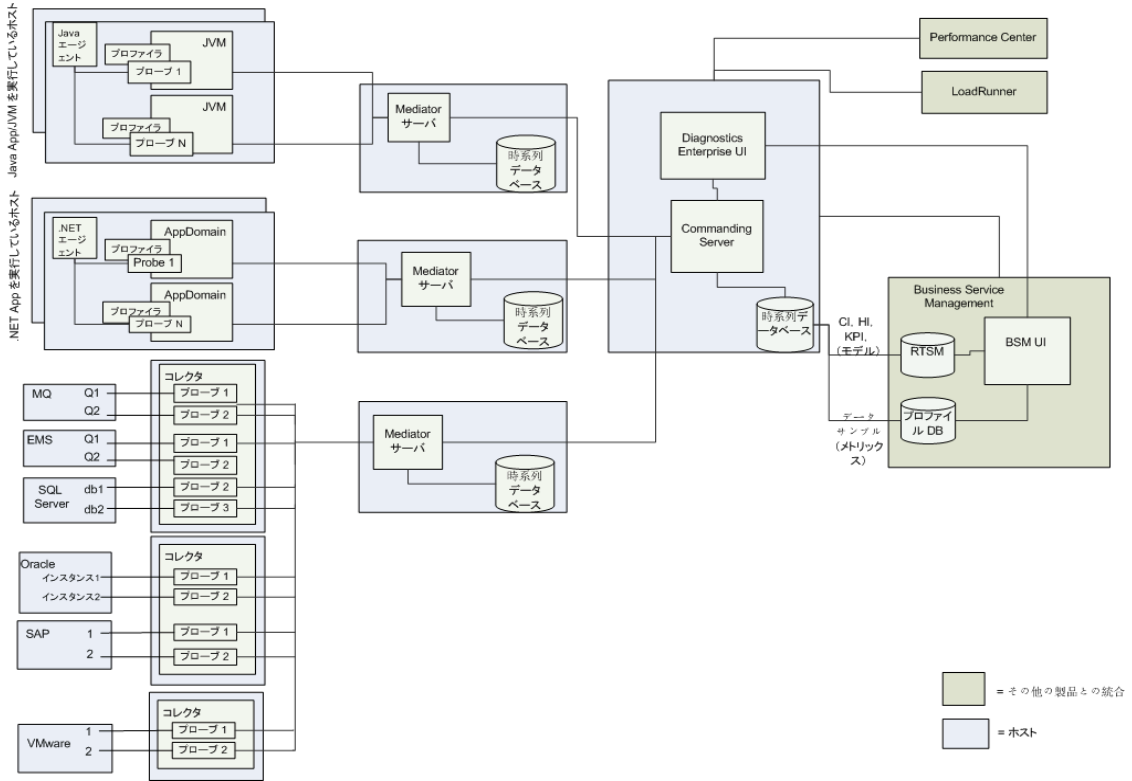 Java App/JVM を実行しているホスト
Java
エージ
ェント
プロファイラ
JVM
プローブ 1
JVM
プロファイラ
プローブ N
.NET App を実行しているホスト
.NET
エージ
ェント
AppDomain
プロファイラ
Probe 1
AppDomain
プロファイラ
プローブ N
MQ
Q1
Q2
EMS
Q1
Q2
SQL
Server
db1
db2
コレクタ
プローブ 1
プローブ 2
プローブ 1
プローブ 2
プローブ 2
プローブ 3
Oracle
インスタンス1
インスタンス2
SAP
1
2
コレクタ
プローブ 1
プローブ 2
プローブ 1
プローブ 2
VMware
1
2
コレクタ
プローブ 1
プローブ 2
Mediator
サーバ
時系列
データ
ベース
Mediator
サーバ
時系列
データ
ベース
Mediator
サーバ
時系列
データ
ベース
Diagnostics
Enterprise UI
Commanding
Server
時系列デ
ータベース
Performance Center
LoadRunner
CI, HI,
KPI,
(モデル)
データ
サンプル
(メトリック
ス)
Business Service
Management
RTSM
BSM UI
プロファイ
ル DB
= その他の製品との統合
= ホスト